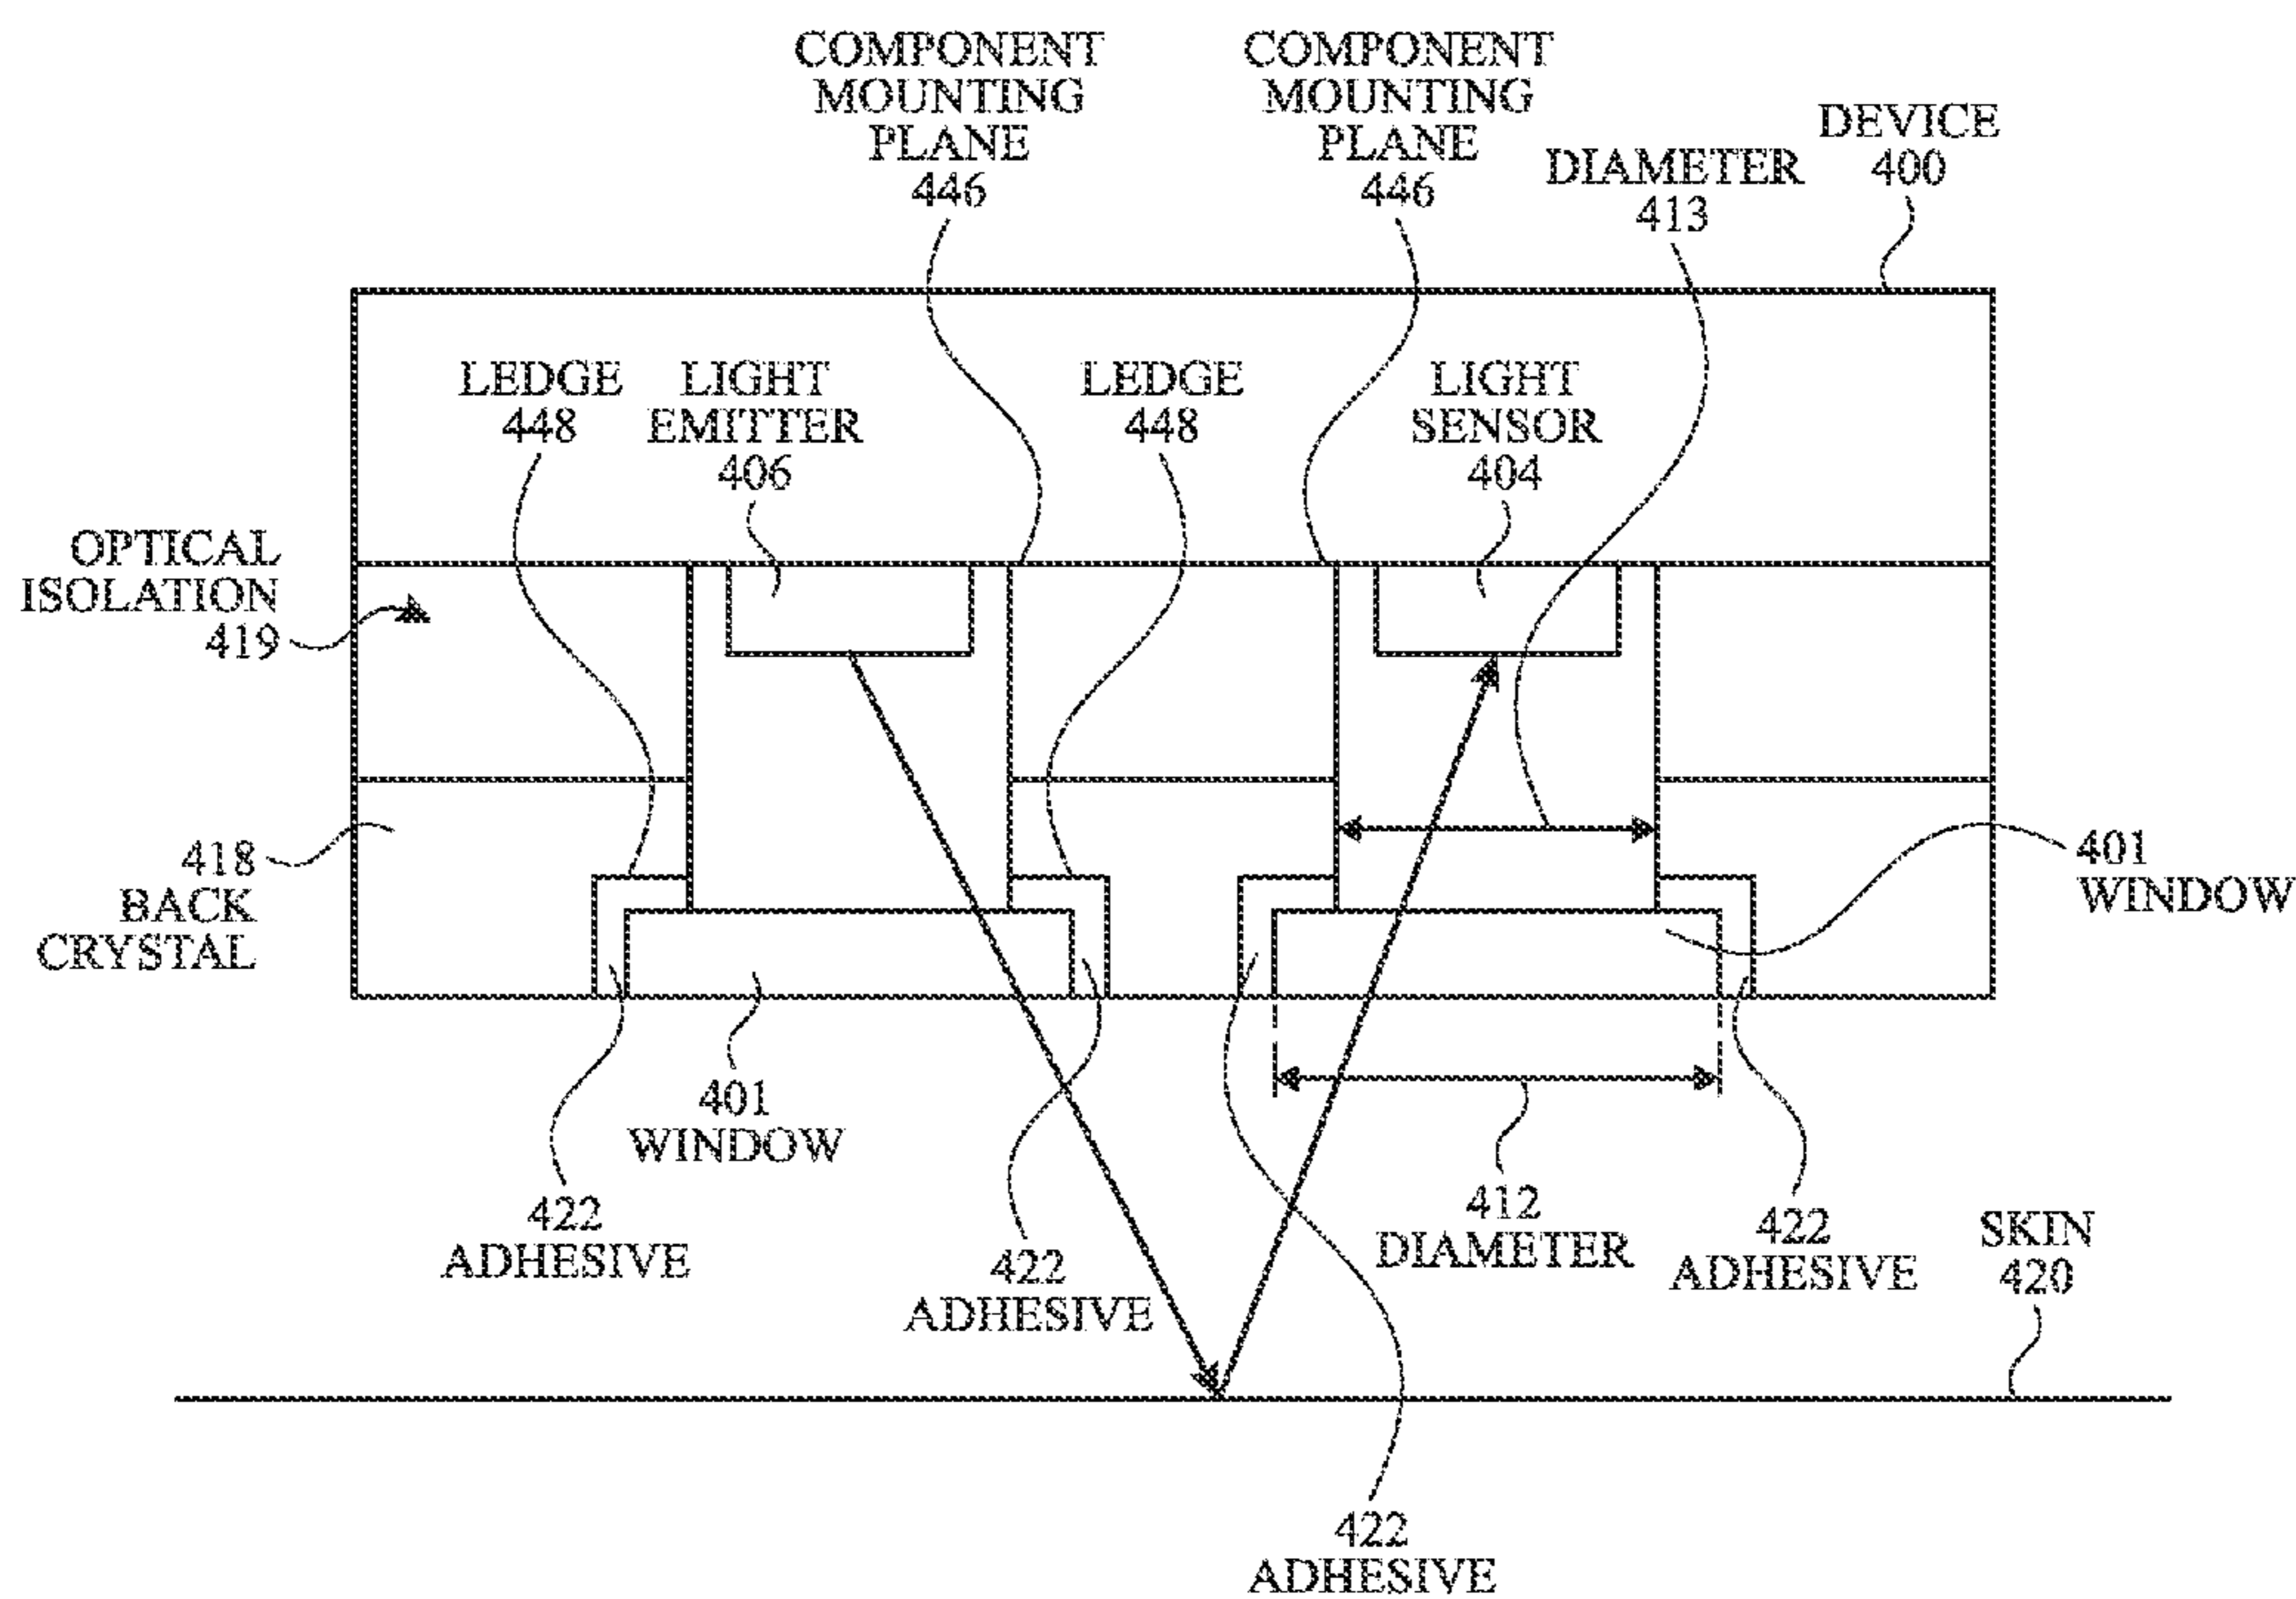 COMPONENT
MOUNTING
PLANE
446
COMPONENT
MOUNTING
PLANE
446
DIAMETER
413
DEVICE
400
LEDGE
448
LIGHT
EMITTER
406
LEDGE
448
LIGHT
SENSOR
404
OPTICAL
ISOLATION
419
418
BACK
CRYSTAL
401
WINDOW
401
WINDOW
422
ADHESIVE
422
ADHESIVE
412
DIAMETER
422
ADHESIVE
SKIN
420
422
ADHESIVE